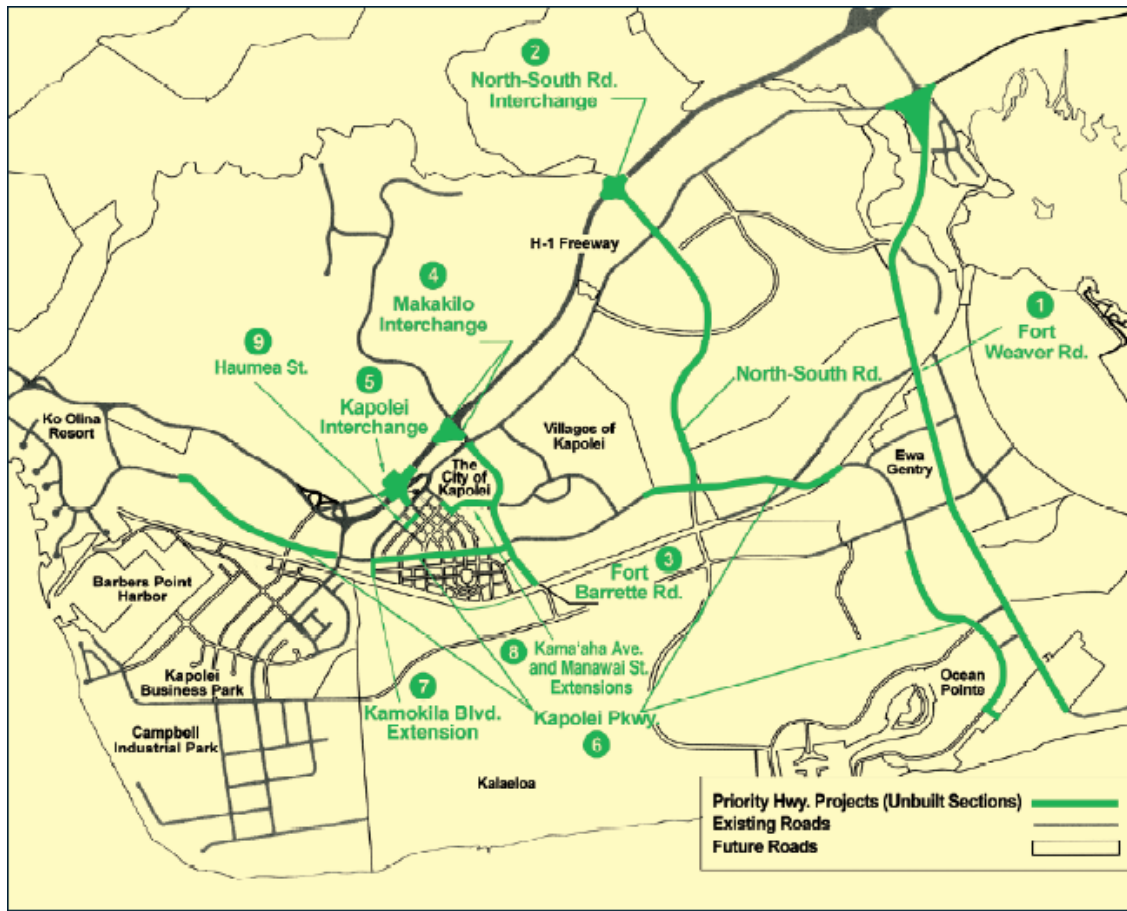 2
North-South Rd.
Interchange
H-1 Freeway
4
Makakilo
Interchange
1
Fort
Weaver Rd.
9
Haumea St.
5
Kapolei
Interchange
North-South Rd.
Ko Olina
Resort
Villages of
Kapolei
The
City of
Kapolei
Ewa
Gentry
Barbers Point
Harbor
3
Fort
Barrette Rd.
8
Kama'aha Ave.
and Manawai St.
Extensions
Kapolei
Business Park
7
Kamokila Blvd.
Extension
Kapolei Pkwy
6
Ocean
Pointe
Campbell
Industrial Park
Kalaeloa
Priority Hwy. Projects (Unbuilt Sections)
Existing Roads
Future Roads